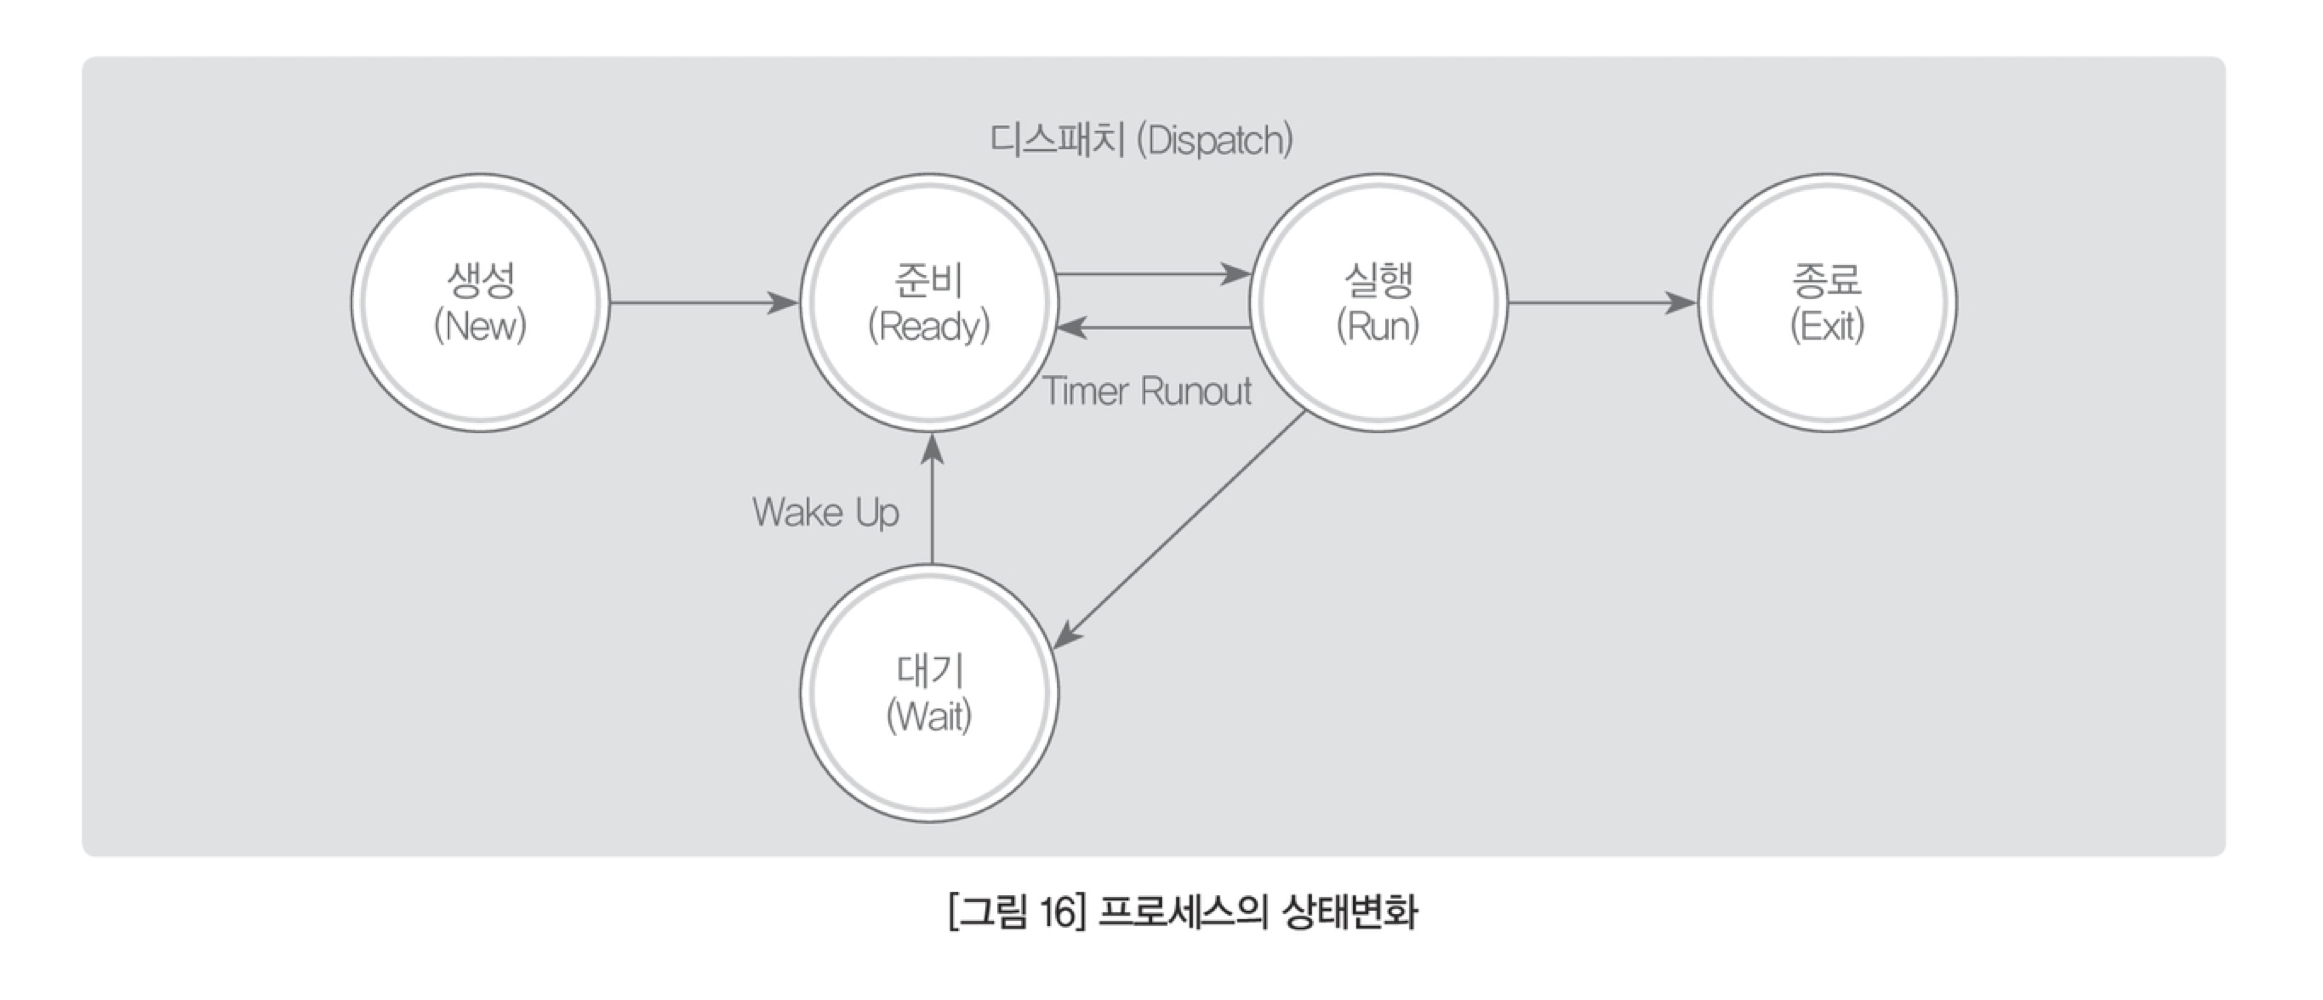 디스패치 (Dispatch)
생성
(New)
준비
(Ready)
실행
(Run)
종료
(Exit)
Timer Runout
Wake Up
대기
(Wait)
[그림 16] 프로세스의 상태변화